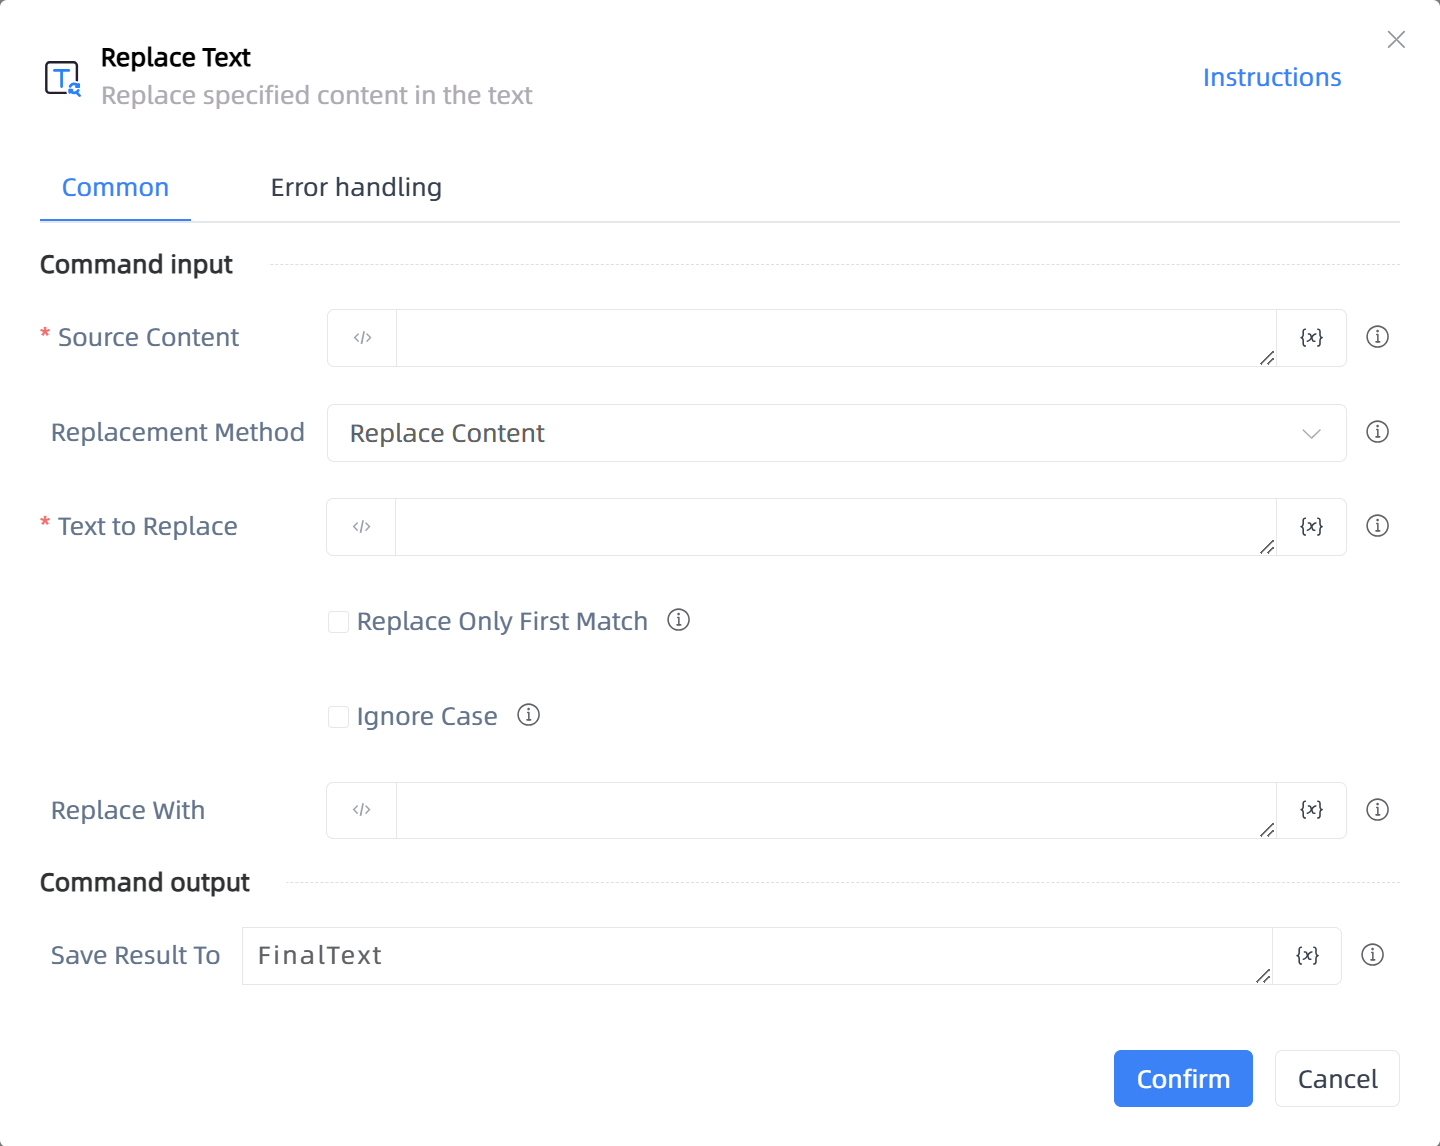 Replace Text
Replace specified content in the text
Instructions
Common
Error handling
Command input
* Source Content
</>
{x}
Replacement Method
Replace Content
* Text to Replace
</>
{x}
Replace Only First Match
Ignore Case
Replace With
</>
{x}
Command output
Save Result To
FinalText
{x}
Confirm
Cancel